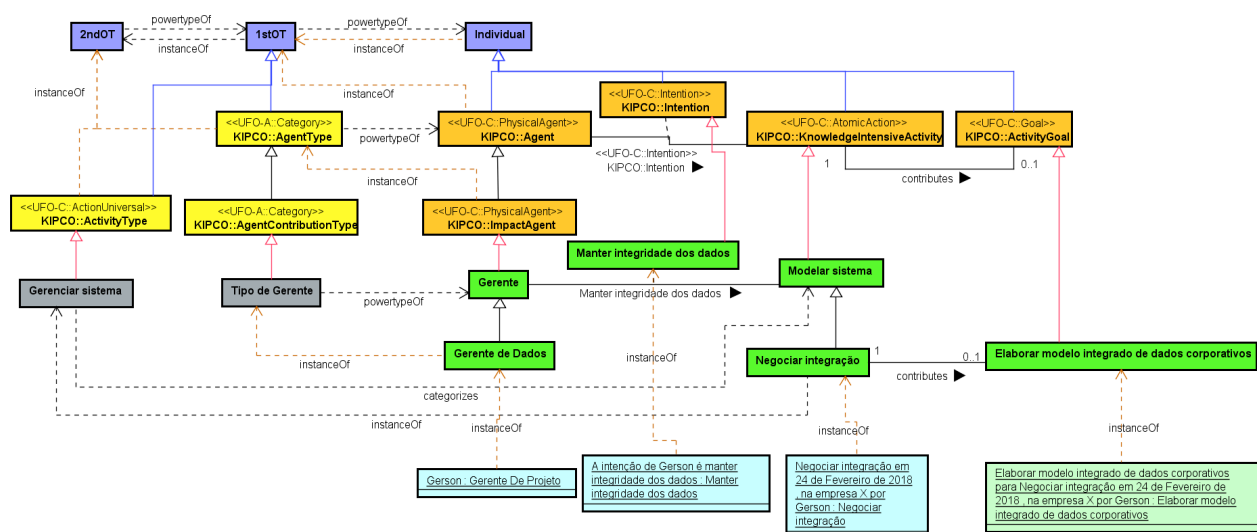 powertypeOf
powertypeOf
2ndOT
1stOT
Individual
instanceOf
instanceOf
instanceOf
instanceOf
<<UFO-C::Intention>>
KIPCO::Intention
<<UFO-A::Category>>
KIPCO::AgentType
powertypeOf
<<UFO-C::PhysicalAgent>>
KIPCO::Agent
<<UFO-C::AtomicAction>>
KIPCO::KnowledgeIntensiveActivity
<<UFO-C::Goal>>
KIPCO::ActivityGoal
<<UFO-C::Intention>>
KIPCO::Intention
1
0..1
contributes
instanceOf
<<UFO-C::ActionUniversal>>
KIPCO::ActivityType
<<UFO-A::Category>>
KIPCO::AgentContributionType
<<UFO-C::PhysicalAgent>>
KIPCO::ImpactAgent
Manter integridade dos dados
Gerenciar sistema
Tipo de Gerente
powertypeOf
Gerente
Manter integridade dos dados
Modelar sistema
Gerente de Dados
instanceOf
instanceOf
Negociar integração
1
0..1
contributes
Elaborar modelo integrado de dados corporativos
categorizes
instanceOf
instanceOf
instanceOf
instanceOf
Gerson : Gerente De Projeto
A intenção de Gerson é manter
integridade dos dados : Manter
integridade dos dados
Negociar integração em
24 de Fevereiro de 2018
, na empresa X por
Gerson : Negociar
integração
Elaborar modelo integrado de dados corporativos
para Negociar integração em 24 de Fevereiro de
2018 , na empresa X por Gerson : Elaborar modelo
integrado de dados corporativos